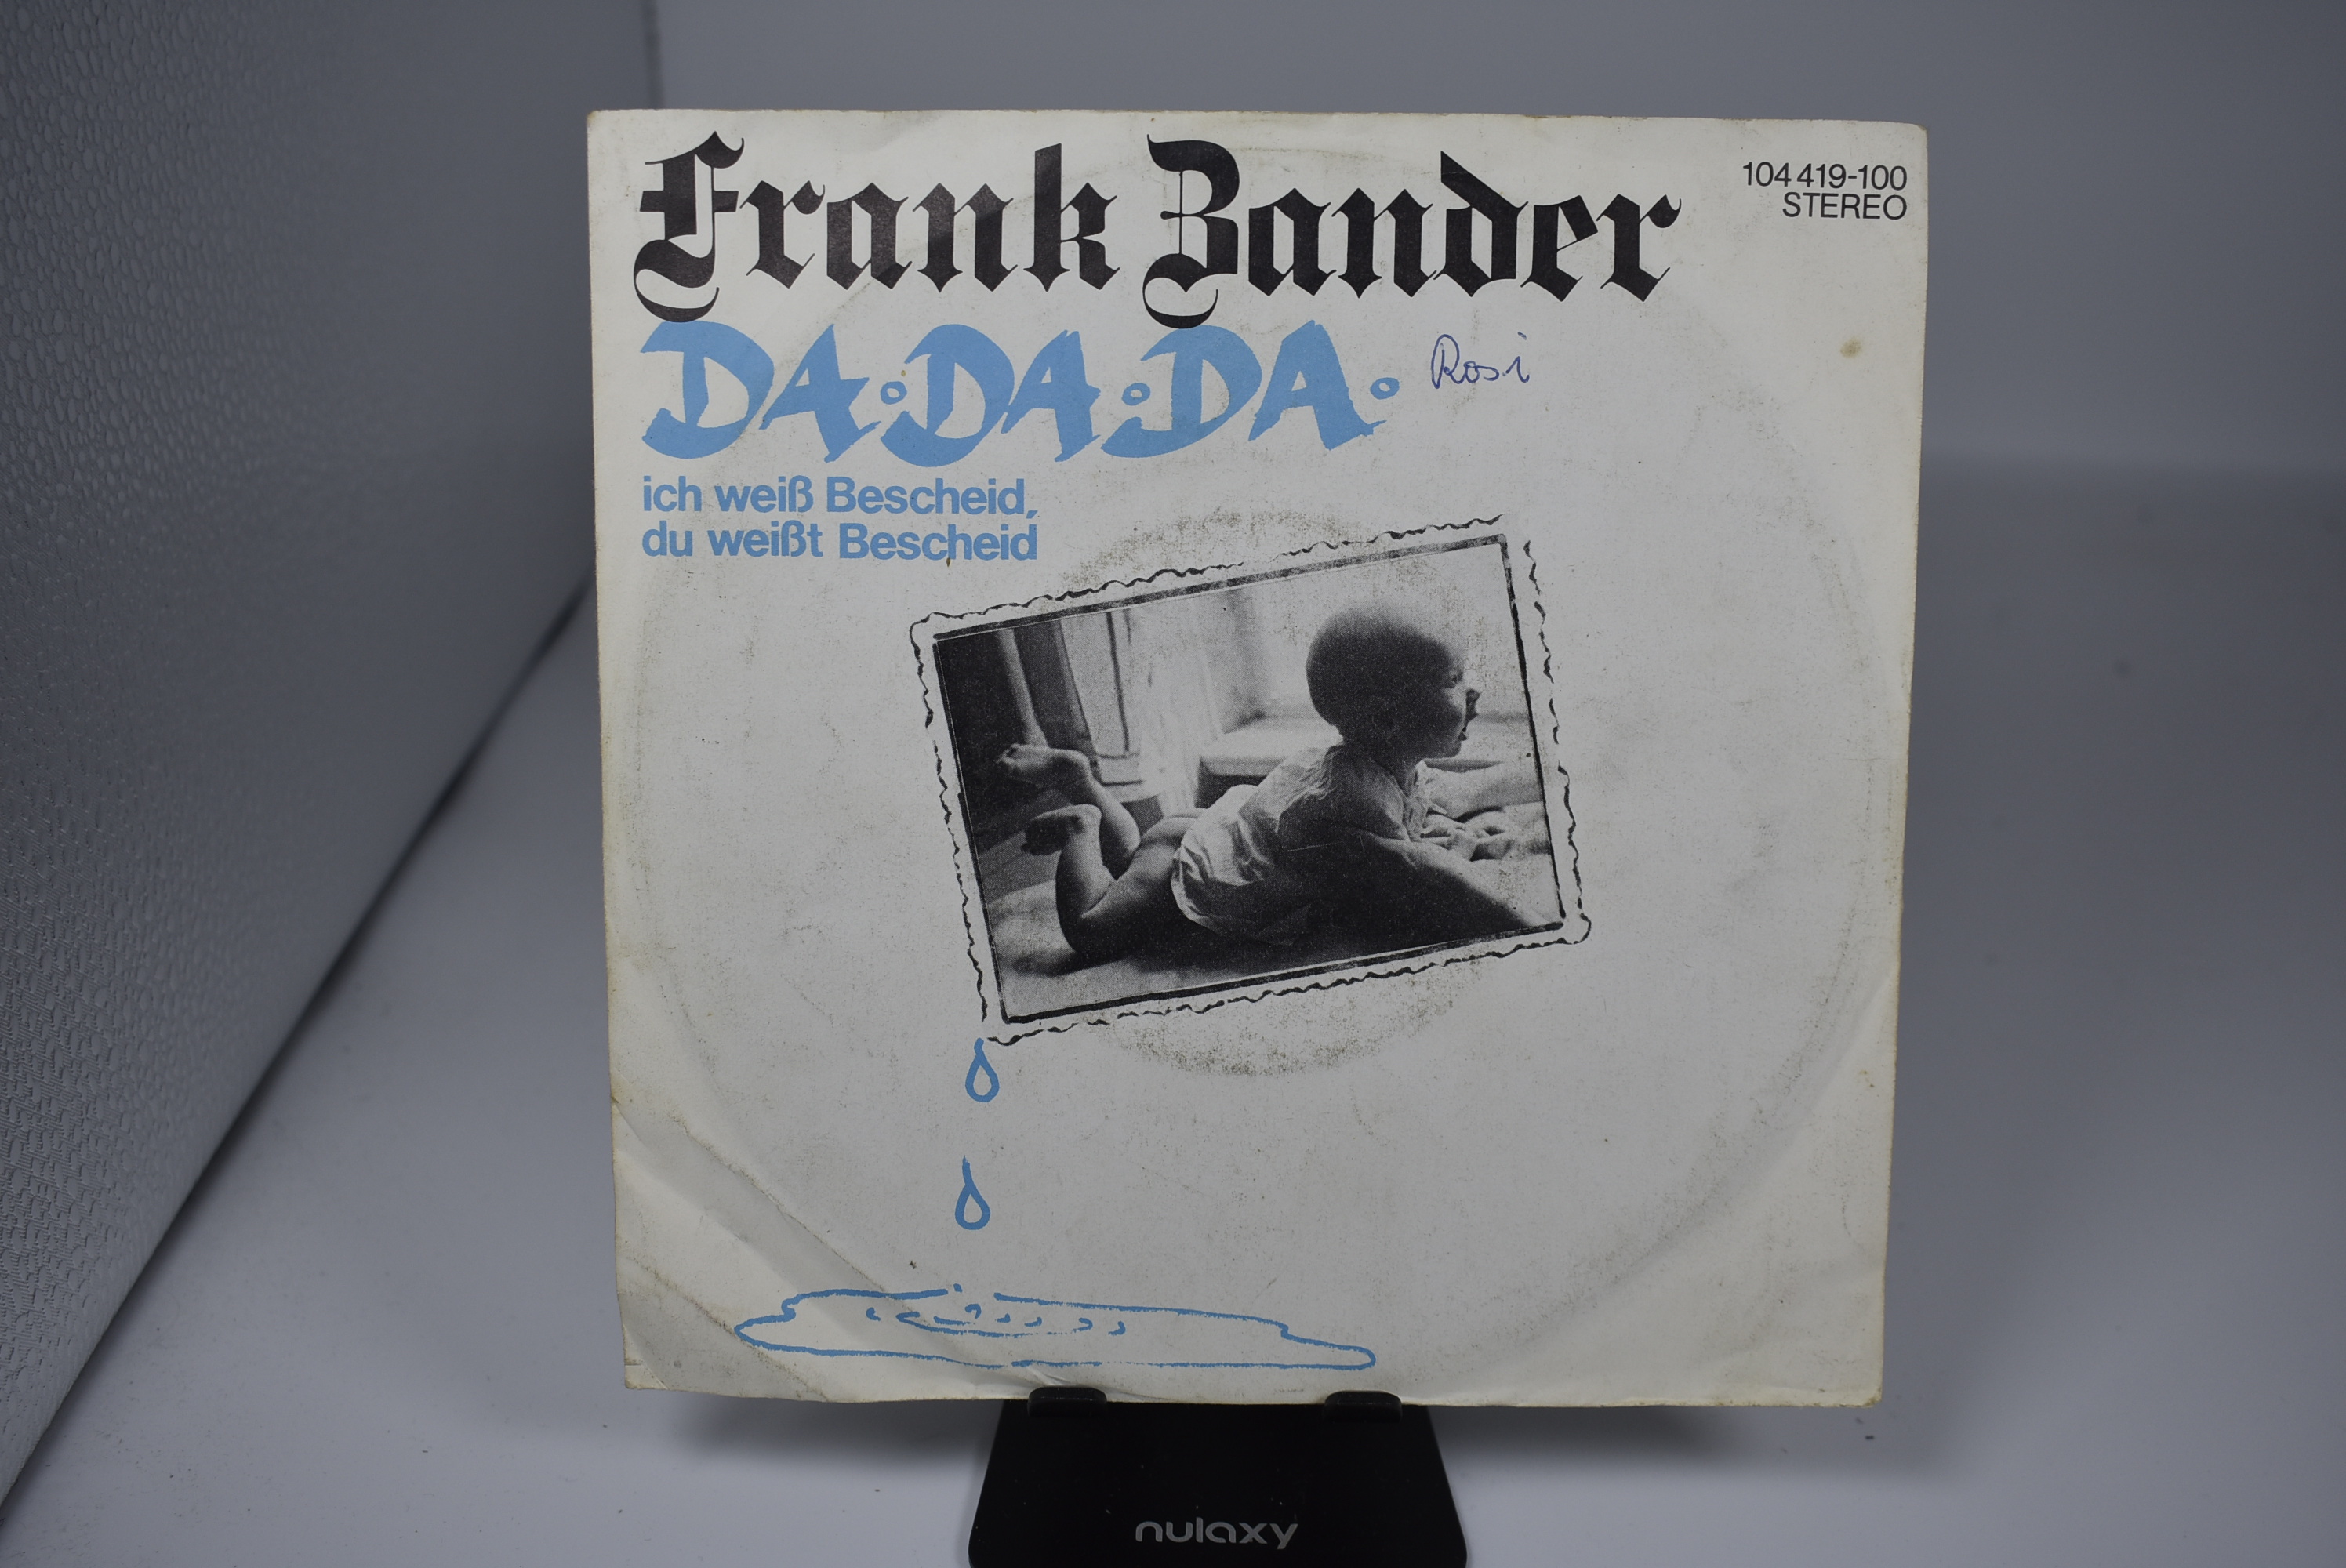 Frank Zander
104 419-100
STEREO
DA·DA·DA·
Rosi
ich weiß Bescheid,
du weißt Bescheid
nulaxy